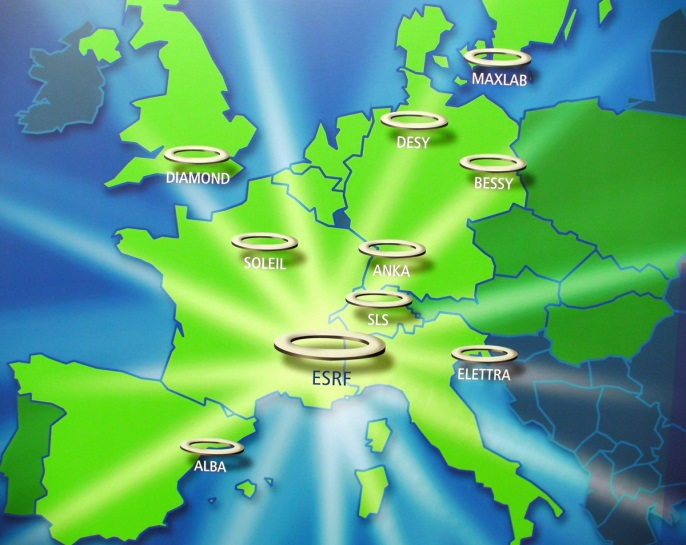 MAXLAB
DESY
DIAMOND
BESSY
SOLEIL
ANKA
SLS
ESRF
ELETTRA
ALBA